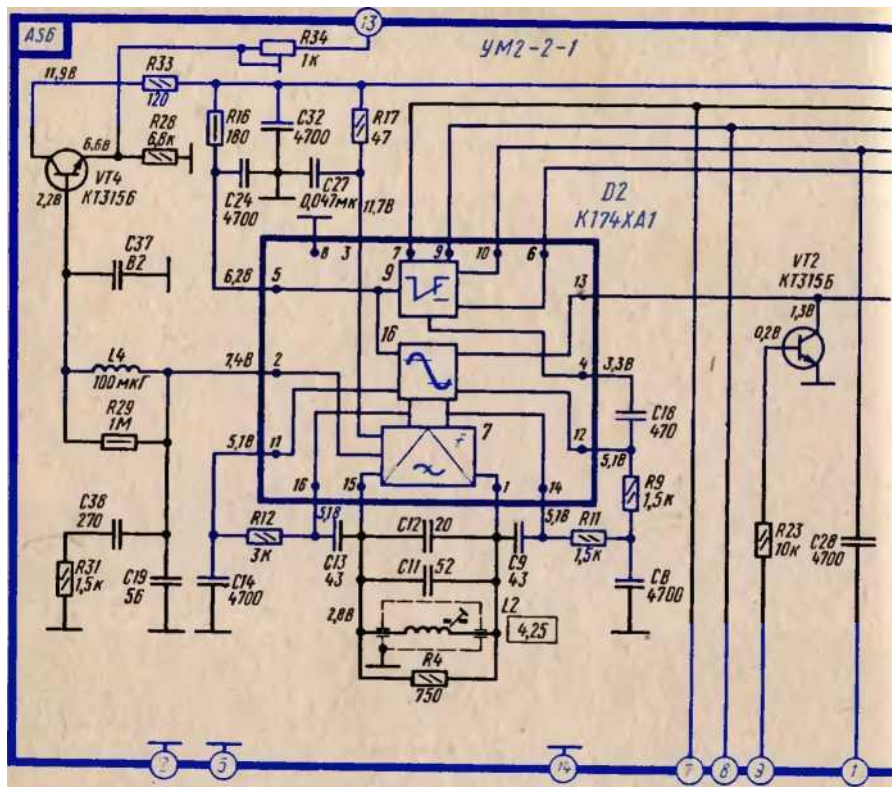 AS6
13
R34
1к
УМ2-2-1
11,9В
R33
120
R16
180
C32
4700
R17
47
6,6В
R28
6,8к
VT4
КТ315Б
2,2В
C24
4700
C27
0,047мк
11,7В
D2
К174ХА1
C37
82
8
3
7
9
10
6
VT2
КТ315Б
6,2В
5
9
13
1,3В
16
0,2В
L4
100мкГ
7,4В
2
4
3,3В
R29
1М
C18
470
5,1В
11
7
12
5,1В
16
15
1
14
R9
1,5к
C38
270
R12
3к
5,1В
C12
20
5,1В
R11
1,5к
R23
10к
C28
4700
C13
43
C11
52
C9
43
R31
1,5к
C19
56
C14
4700
C8
4700
2,8В
L2
4,25
R4
750
2
5
14
7
8
9
1